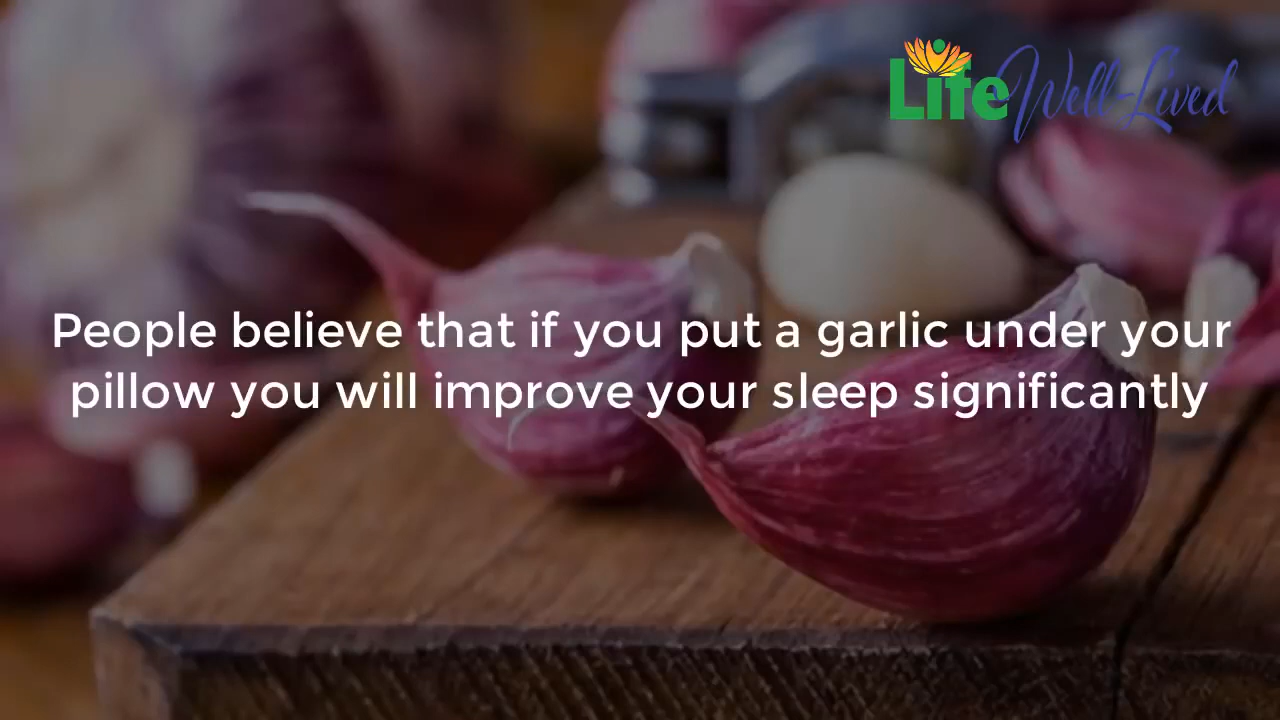 Life Well-Lived
People believe that if you put a garlic under your
pillow you will improve your sleep significantly